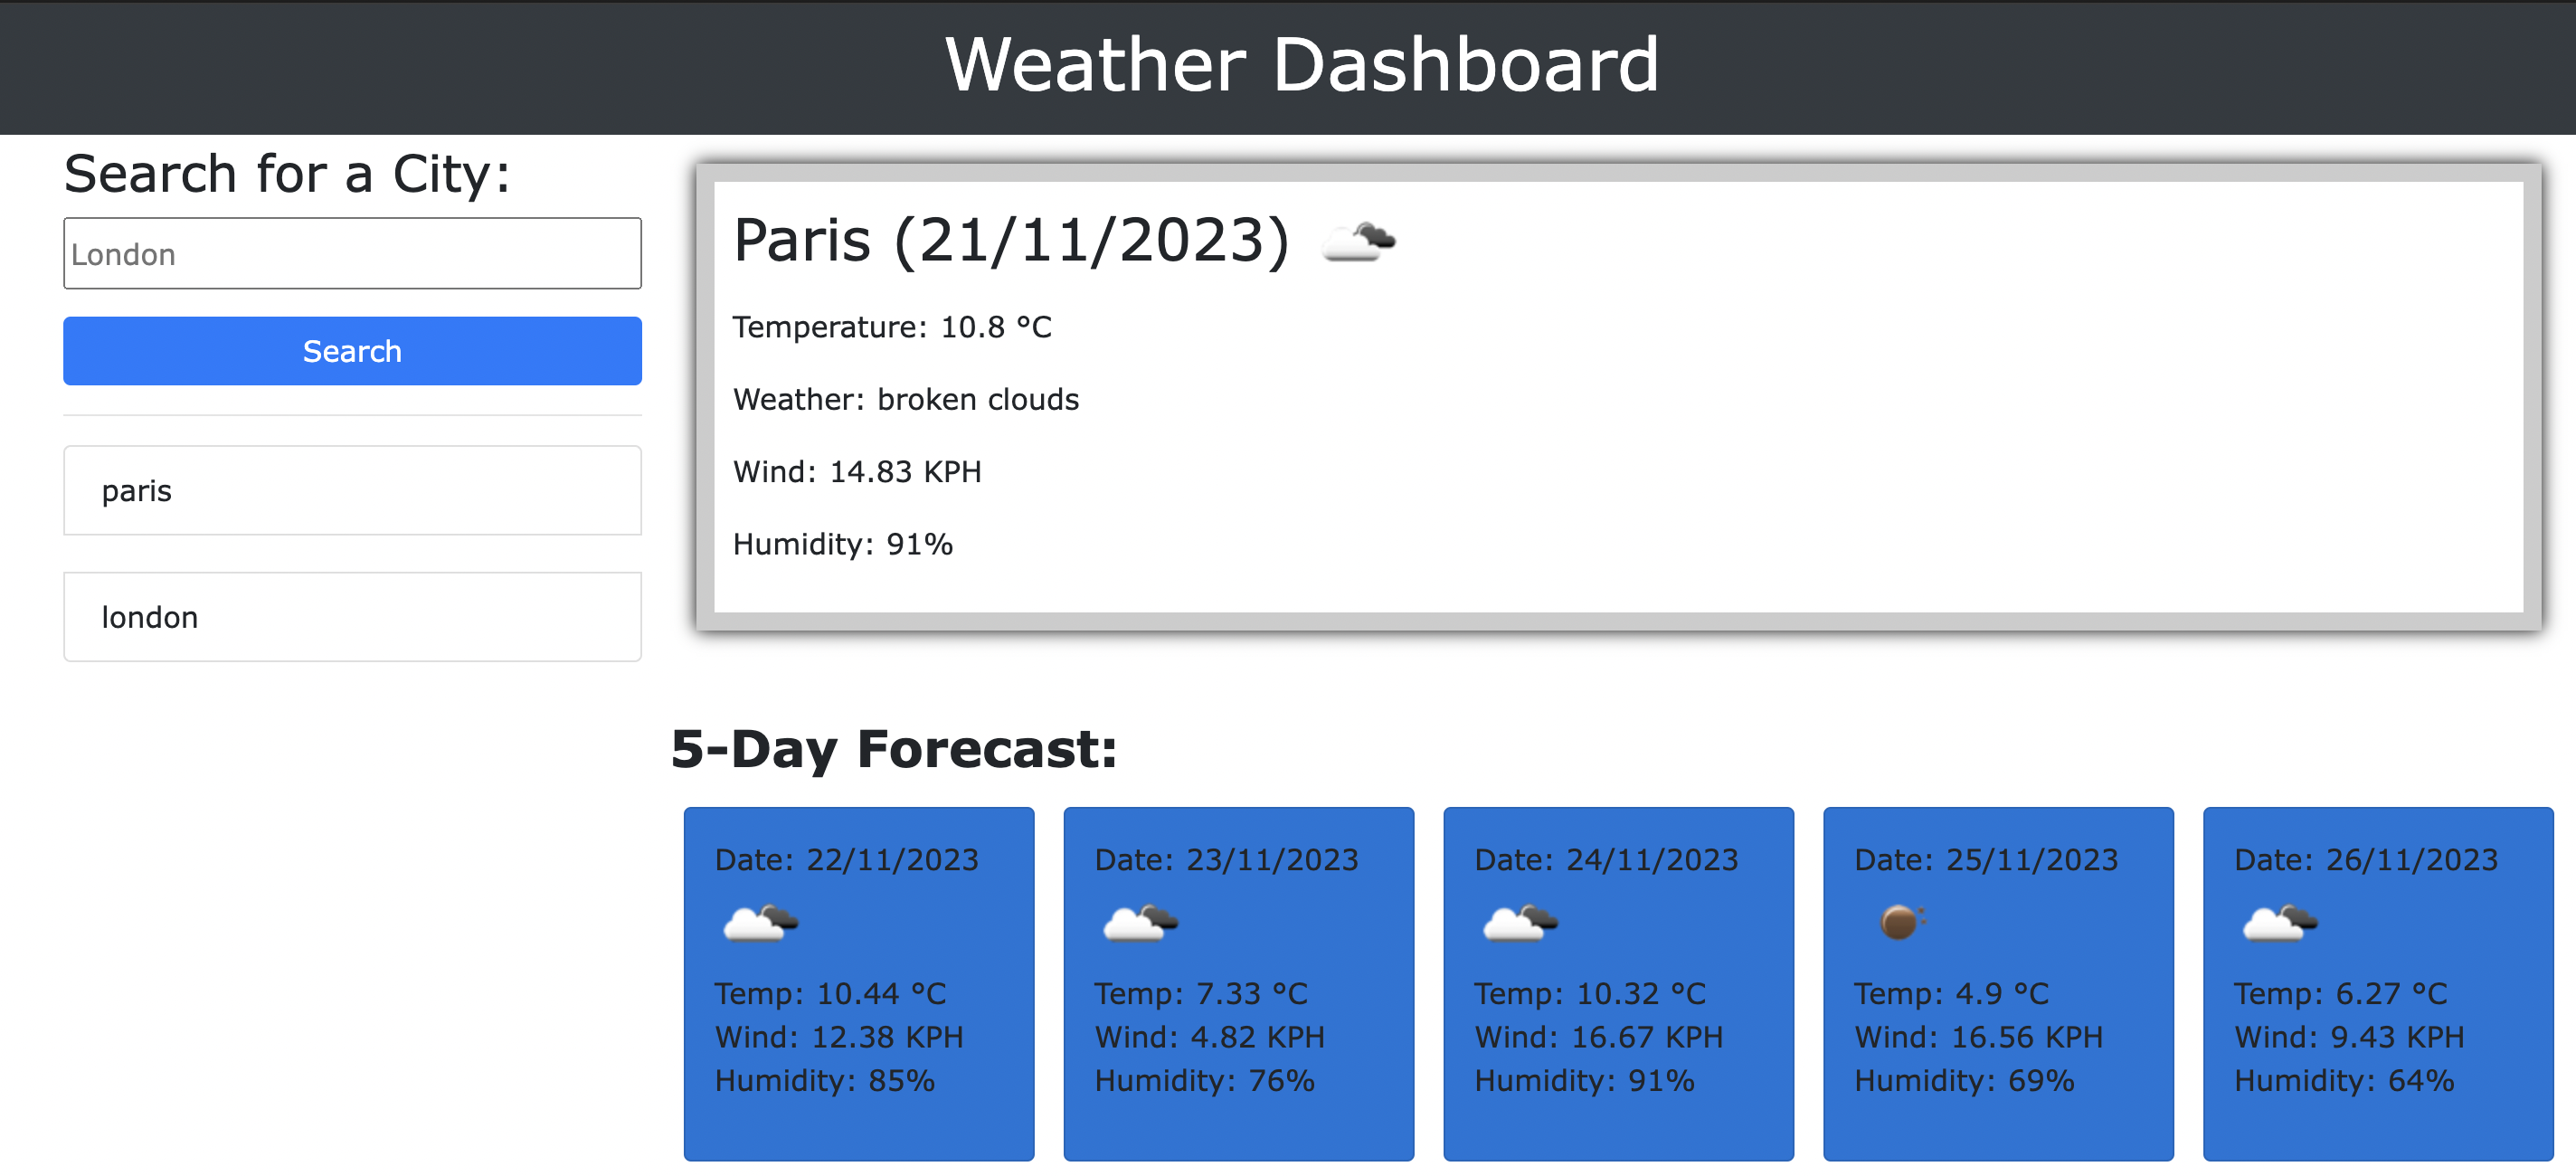 Weather Dashboard
Search for a City:
London
Search
paris
london
Paris (21/11/2023)
Temperature: 10.8 °C
Weather: broken clouds
Wind: 14.83 KPH
Humidity: 91%
5-Day Forecast:
Date: 22/11/2023
Temp: 10.44 °C
Wind: 12.38 KPH
Humidity: 85%
Date: 23/11/2023
Temp: 7.33 °C
Wind: 4.82 KPH
Humidity: 76%
Date: 24/11/2023
Temp: 10.32 °C
Wind: 16.67 KPH
Humidity: 91%
Date: 25/11/2023
Temp: 4.9 °C
Wind: 16.56 KPH
Humidity: 69%
Date: 26/11/2023
Temp: 6.27 °C
Wind: 9.43 KPH
Humidity: 64%